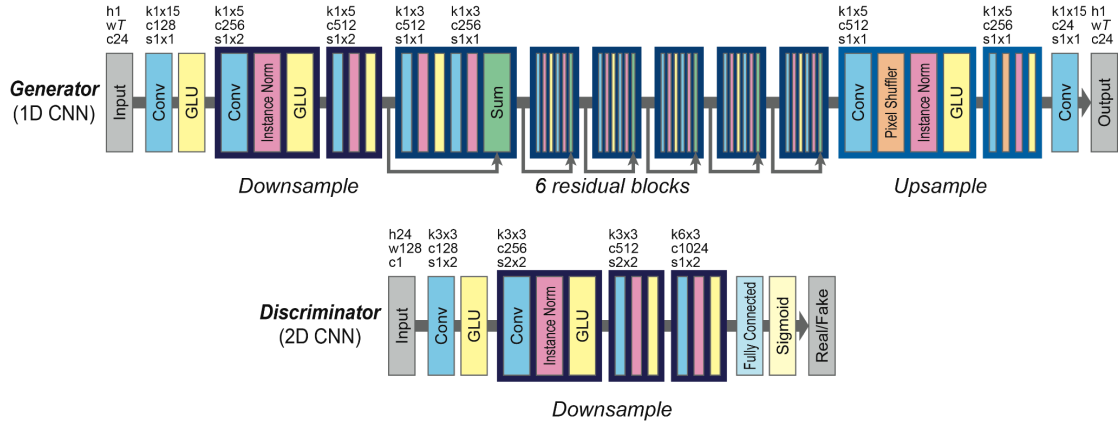 h1
wT
c24
k1x15
c128
s1x1
k1x5
c256
s1x2
k1x5
c512
s1x2
k1x3
c512
s1x1
k1x3
c256
s1x1
k1x5
c512
s1x1
k1x5
c256
s1x1
k1x15
c24
s1x1
h1
wT
c24
Generator
(1D CNN)
Input
Conv
GLU
Conv
Instance Norm
GLU
Sum
Conv
Pixel Shuffler
Instance Norm
GLU
Conv
Output
Downsample
6 residual blocks
Upsample
h24
w128
c1
k3x3
c128
s1x2
k3x3
c256
s2x2
k3x3
c512
s2x2
k6x3
c1024
s1x2
Discriminator
(2D CNN)
Input
Conv
GLU
Conv
Instance Norm
GLU
Fully Connected
Sigmoid
Real/Fake
Downsample